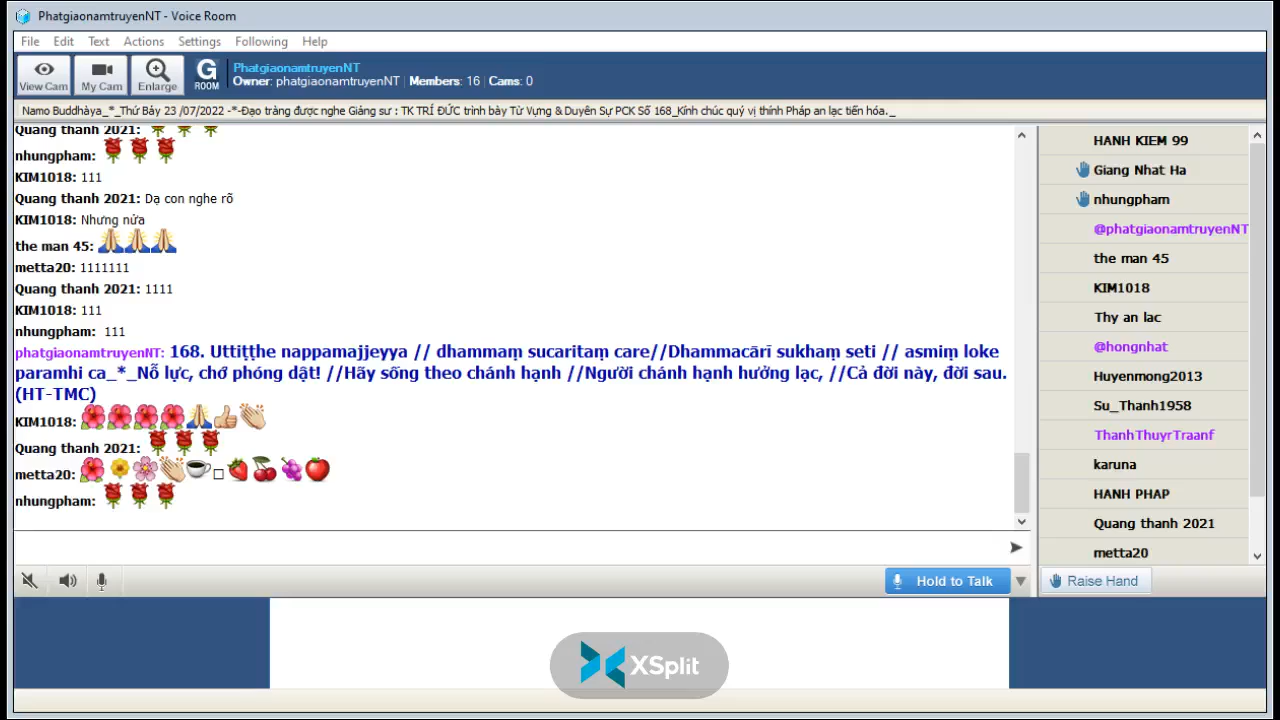 PhatgiaonamtruyenNT - Voice Room
File Edit Text Actions Settings Following Help
View Cam My Cam Enlarge G ROOM
PhatgiaonamtruyenNT
Owner: phatgiaonamtruyenNT | Members: 16 | Cams: 0
Namo Buddhàya_*_Thứ Bảy 23 /07/2022 -*-Đạo tràng được nghe Giảng sư : TK TRÍ ĐỨC trình bày Từ Vựng & Duyên Sự PCK Số 168_Kính chúc quý vị thính Pháp an lạc tiến hóa._
Quang thanh 2021:
nhungpham:
KIM1018: 111
Quang thanh 2021: Dạ con nghe rõ
KIM1018: Nhưng nửa
the man 45:
metta20: 1111111
Quang thanh 2021: 1111
KIM1018: 111
nhungpham: 111
phatgiaonamtruyenNT: 168. Uttiṭṭhe nappamajjeyya // dhammaṃ sucaritaṃ care//Dhammacārī sukhaṃ seti // asmiṃ loke
paramhi ca_*_Nỗ lực, chớ phóng dật! //Hãy sống theo chánh hạnh //Người chánh hạnh hưởng lạc, //Cả đời này, đời sau.
(HT-TMC)
KIM1018:
Quang thanh 2021:
metta20:
nhungpham:
HANH KIEM 99
Giang Nhat Ha
nhungpham
@phatgiaonamtruyenNT
the man 45
KIM1018
Thy an lac
@hongnhat
Huyenmong2013
Su_Thanh1958
ThanhThuyrTraanf
karuna
HANH PHAP
Quang thanh 2021
metta20
Hold to Talk
Raise Hand
XSplit